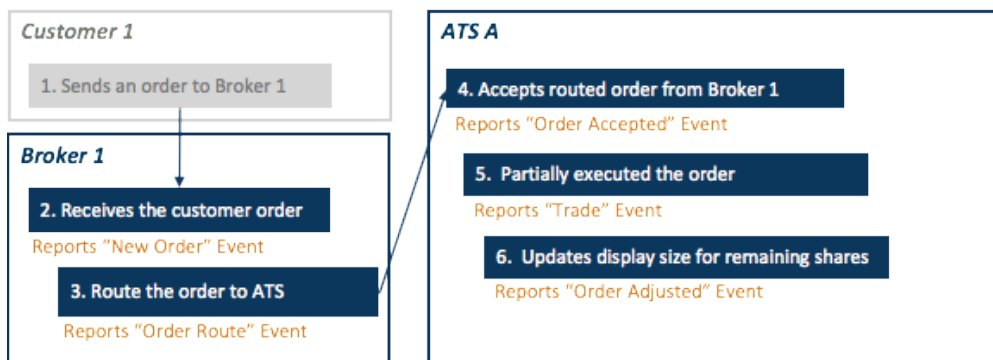 Customer 1
1. Sends an order to Broker 1
Broker 1
2. Receives the customer order
Reports “New Order” Event
3. Route the order to ATS
Reports “Order Route” Event
ATS A
4. Accepts routed order from Broker 1
Reports “Order Accepted” Event
5. Partially executed the order
Reports “Trade” Event
6. Updates display size for remaining shares
Reports “Order Adjusted” Event